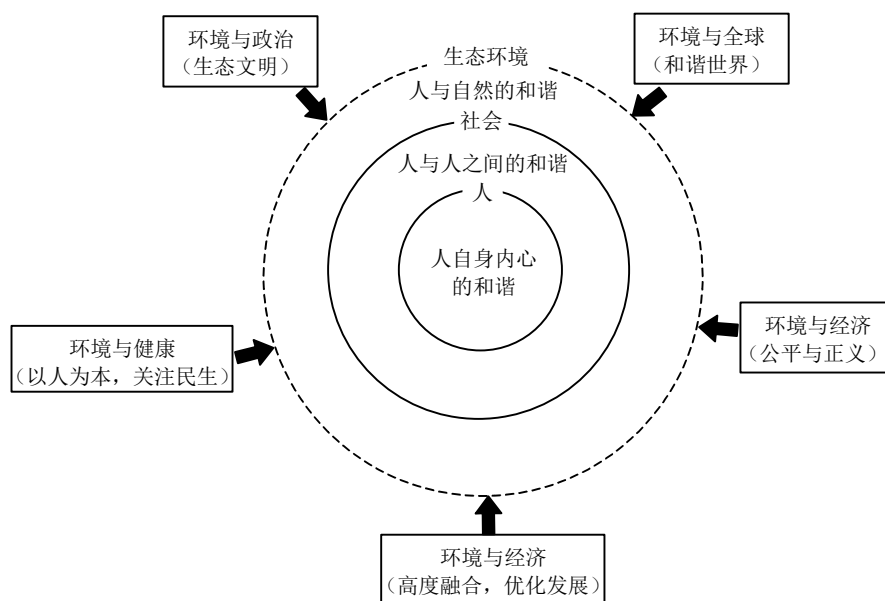 环境与政治
（生态文明）
环境与全球
（和谐世界）
生态环境
人与自然的和谐
社会
人与人之间的和谐
人
人自身内心
的和谐
环境与健康
（以人为本，关注民生）
环境与经济
（公平与正义）
环境与经济
（高度融合，优化发展）